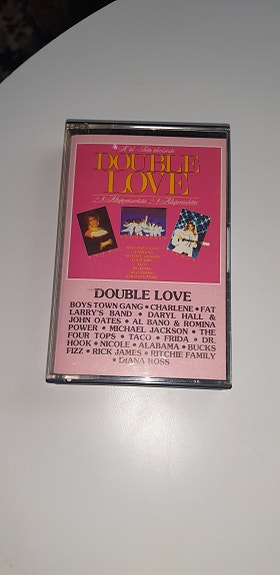 DOUBLE
LOVE
DOUBLE LOVE
BOYS TOWN GANG • CHARLENE • FAT
LARRY'S BAND • DARYL HALL &
JOHN OATES • AL BANO & ROMINA
POWER • MICHAEL JACKSON • THE
FOUR TOPS • TACO • FRIDA • DR.
HOOK • NICOLE • ALABAMA • BUCKS
FIZZ • RICK JAMES • RITCHIE FAMILY
• DIANA ROSS